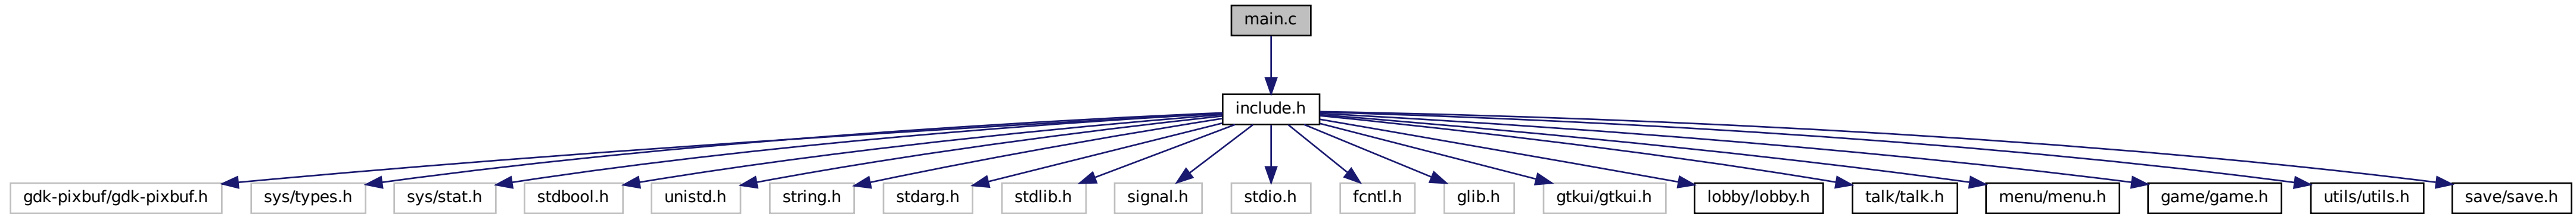 main.c
include.h
gdk-pixbuf/gdk-pixbuf.h
sys/types.h
sys/stat.h
stdbool.h
unistd.h
string.h
stdarg.h
stdlib.h
signal.h
stdio.h
fcntl.h
glib.h
gtkui/gtkui.h
lobby/lobby.h
talk/talk.h
menu/menu.h
game/game.h
utils/utils.h
save/save.h